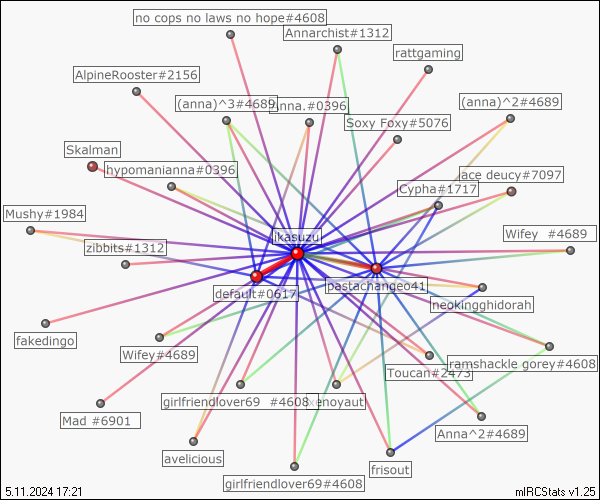 no cops no laws no hope#4608
Annarchist#1312
rattgaming
AlpineRooster#2156
(anna)^3#4689
nna.#0396
(anna)^2#4689
Soxy Foxy#5076
Skalman
hypomanianna#0396
ace deucy#7097
Cypha#1717
Mushy#1984
ikasuzu
Wifey #4689
zibbits#1312
default#0617
pastachangeo41
neokingghidorah
fakedingo
Wifey#4689
Toucan#2473
ramshackle gorey#4608
girlfriendlover69 #4608
enoyaut
Mad #6901
Anna^2#4689
avelicious
frisout
girlfriendlover69#4608
5.11.2024 17:21
mIRCStats v1.25